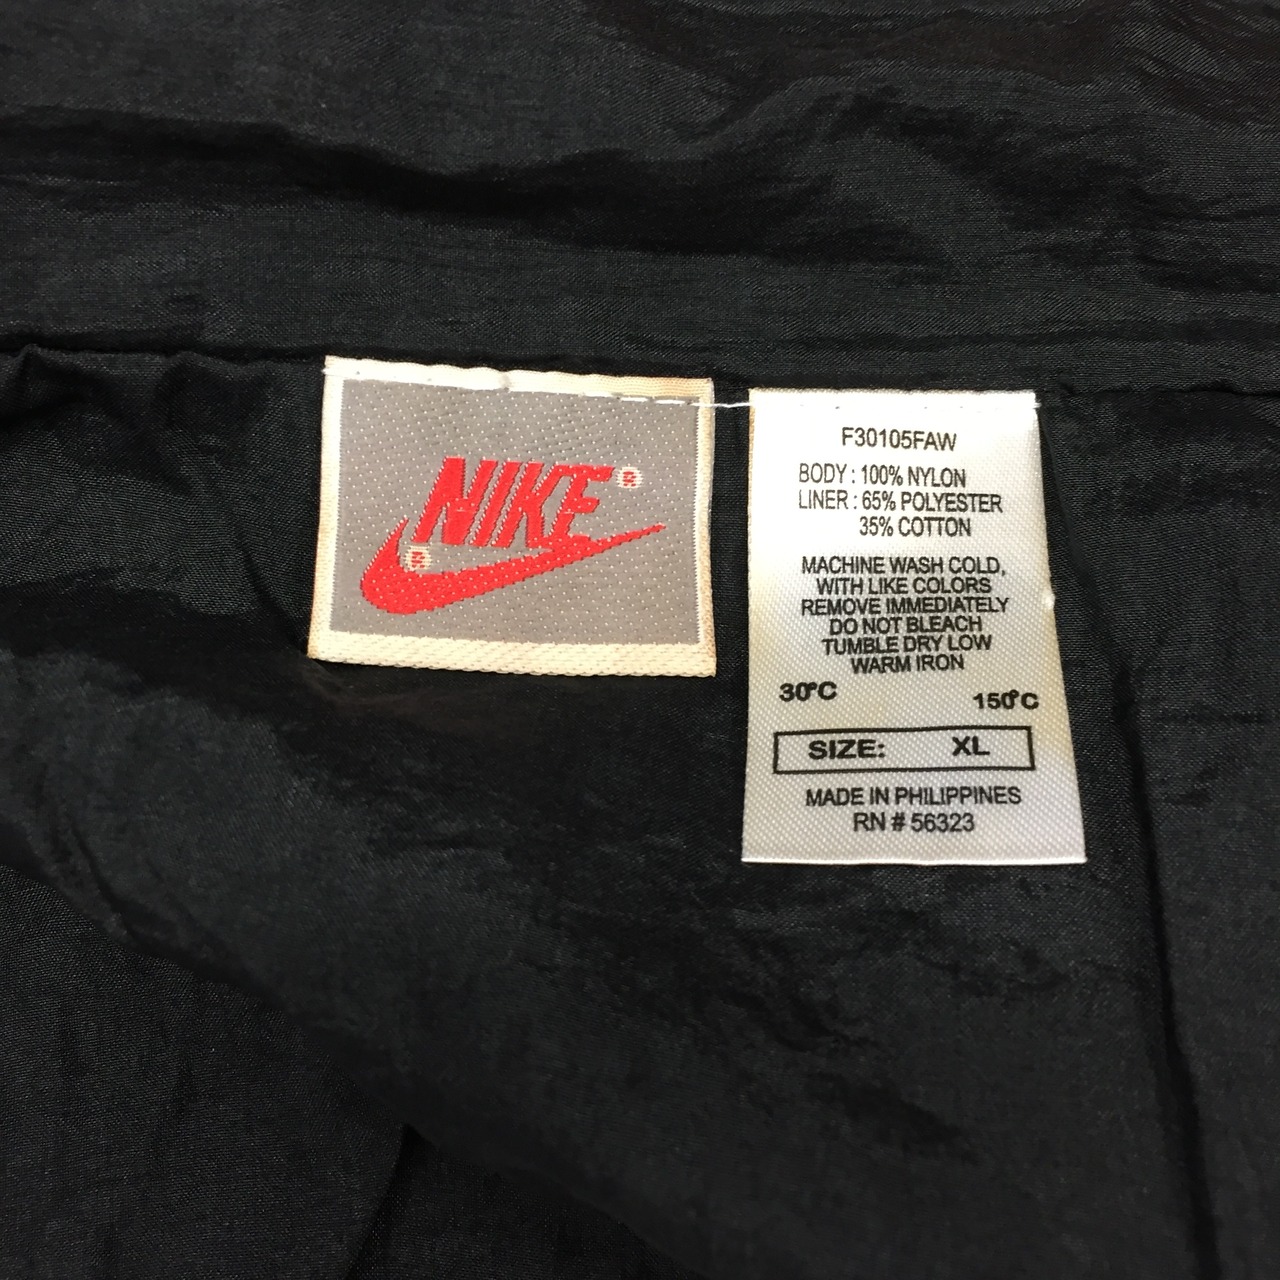 NIKE®
®
F30105FAW
BODY : 100% NYLON
LINER : 65% POLYESTER
35% COTTON
MACHINE WASH COLD,
WITH LIKE COLORS
REMOVE IMMEDIATELY
DO NOT BLEACH
TUMBLE DRY LOW
WARM IRON
30°C 150°C
SIZE: XL
MADE IN PHILIPPINES
RN # 56323